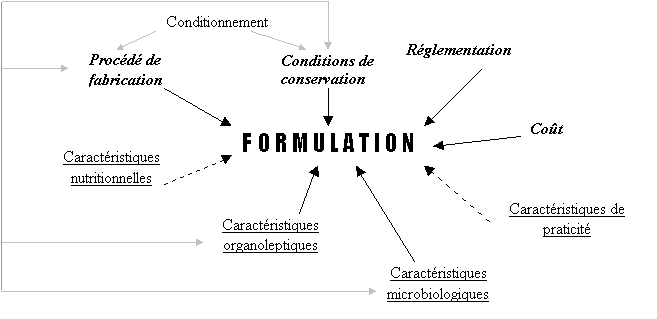 Conditionnement
Procédé de
fabrication
Conditions de
conservation
Réglementation
Coût
FORMULATION
Caractéristiques
nutritionnelles
Caractéristiques
organoleptiques
Caractéristiques de
praticité
Caractéristiques
microbiologiques